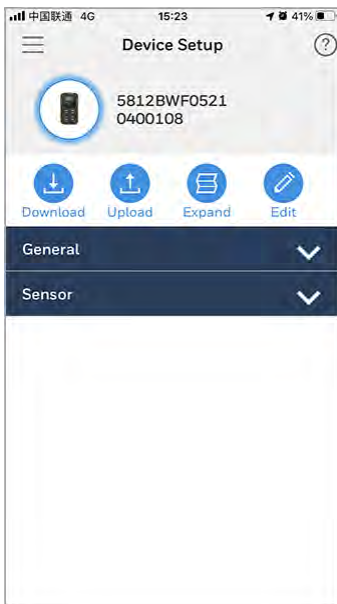 中国联通 4G 15:23 41%
Device Setup ?
5812BWF0521
0400108
Download Upload Expand Edit
General
Sensor